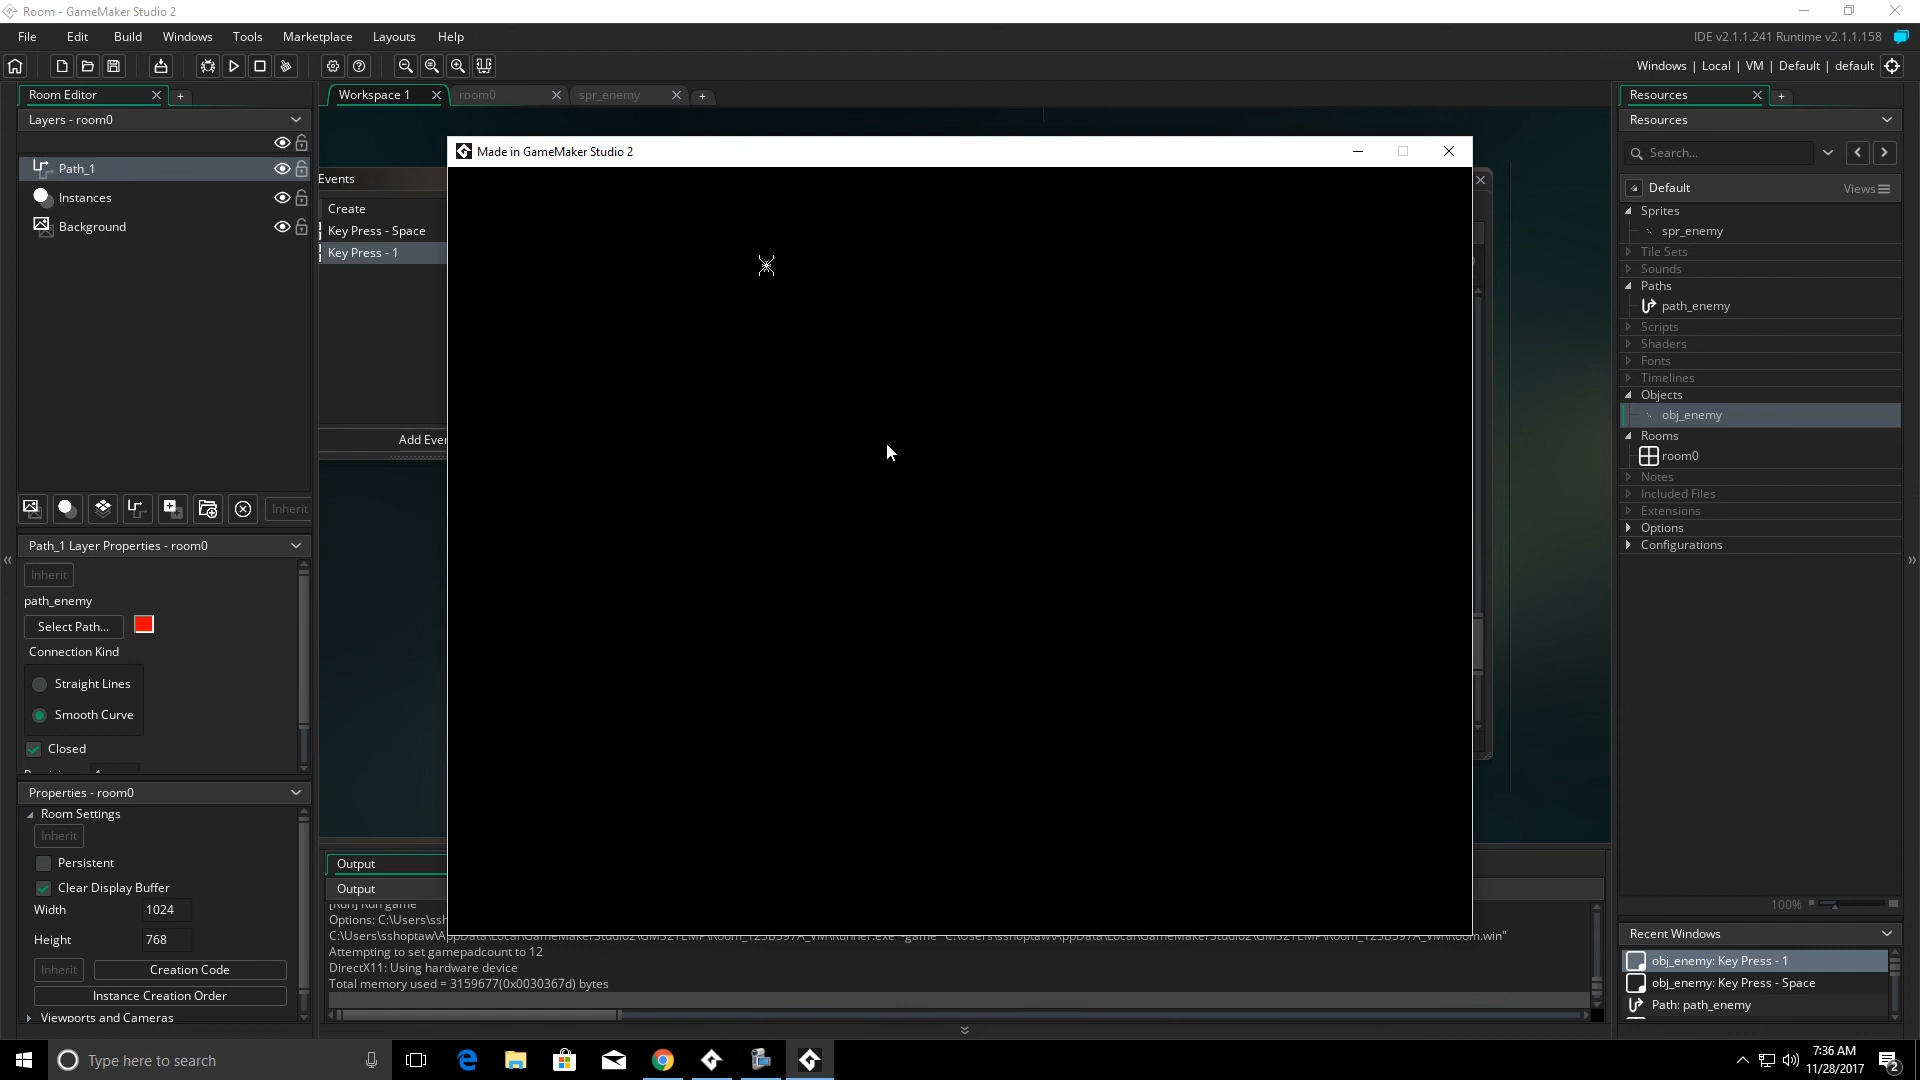 Room - GameMaker Studio 2
File Edit Build Windows Tools Marketplace Layouts Help
IDE v2.1.1.241 Runtime v2.1.1.158
Windows | Local | VM | Default | default
Room Editor
Workspace 1
room0
spr_enemy
Resources
Layers - room0
Resources
Made in GameMaker Studio 2
Search...
Path_1
Events
Default
Views
Instances
Create
Sprites
Background
Key Press - Space
spr_enemy
Key Press - 1
Tile Sets
Sounds
Paths
path_enemy
Scripts
Shaders
Fonts
Timelines
Objects
obj_enemy
Add Ever
Rooms
room0
Notes
Included Files
Inherit
Extensions
Options
Path_1 Layer Properties - room0
Configurations
Inherit
path_enemy
Select Path...
Connection Kind
Straight Lines
Smooth Curve
Closed
Properties - room0
Room Settings
Inherit
Persistent
Clear Display Buffer
Width 1024
Height 768
Inherit
Creation Code
Instance Creation Order
Viewports and Cameras
Output
Output
[Run] Run game
Options: C:\Users\ssh
Attempting to set gamepadcount to 12
DirectX11: Using hardware device
Total memory used = 3159677(0x0030367d) bytes
100%
Recent Windows
obj_enemy: Key Press - 1
obj_enemy: Key Press - Space
Path: path_enemy
Type here to search
7:36 AM
11/28/2017
2